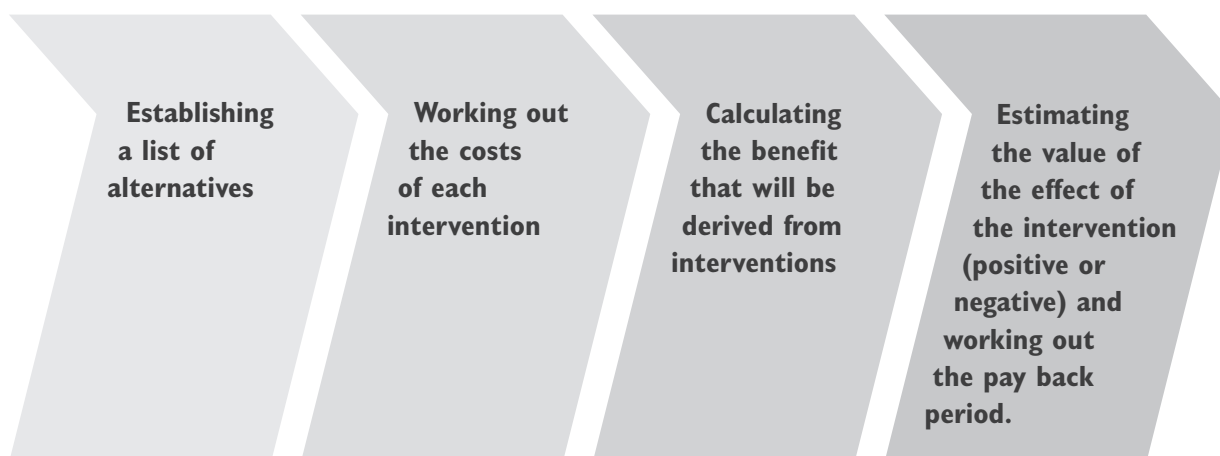 Establishing
a list of
alternatives
Working out
the costs
of each
intervention
Calculating
the benefit
that will be
derived from
interventions
Estimating
the value of
the effect of
the intervention
(positive or
negative) and
working out
the pay back
period.